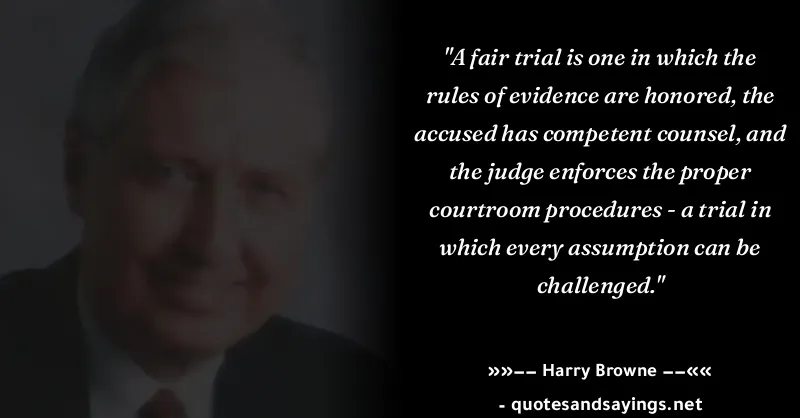 "A fair trial is one in which the
rules of evidence are honored, the
accused has competent counsel, and
the judge enforces the proper
courtroom procedures - a trial in
which every assumption can be
challenged."
»»−− Harry Browne −−««
- quotesandsayings.net